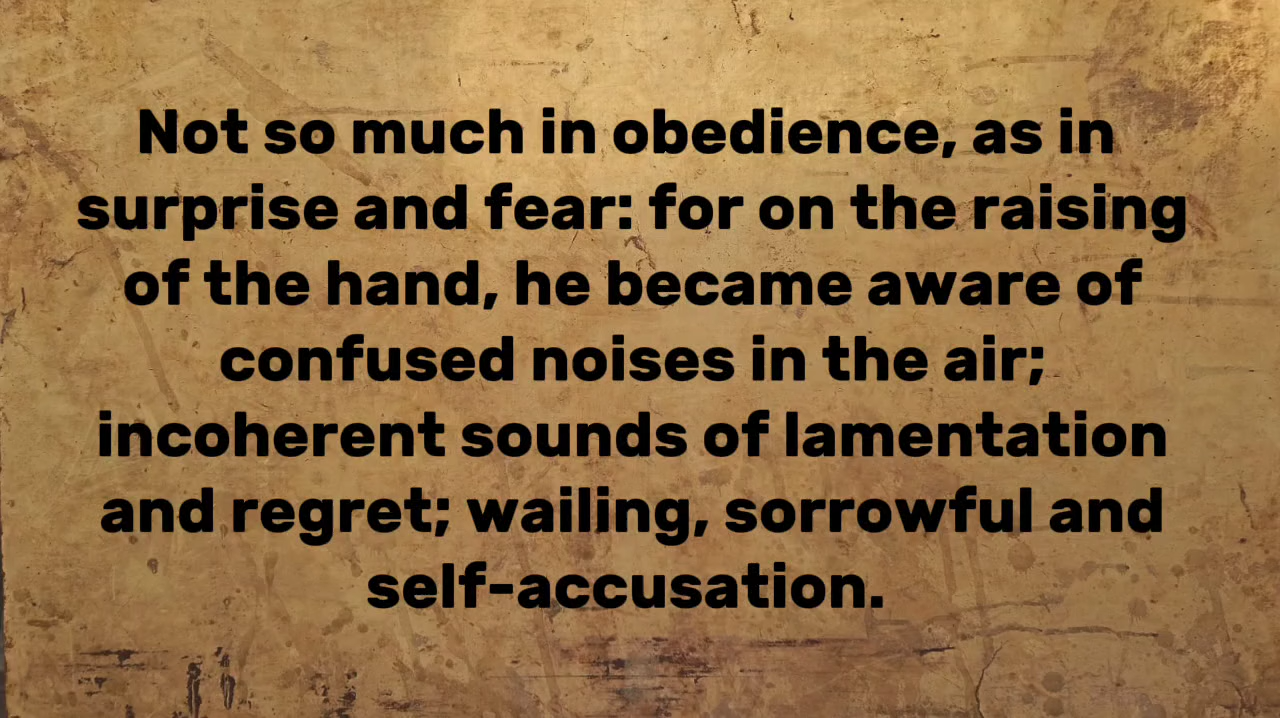 Not so much in obedience, as in
surprise and fear: for on the raising
of the hand, he became aware of
confused noises in the air;
incoherent sounds of lamentation
and regret; wailing, sorrowful and
self-accusation.